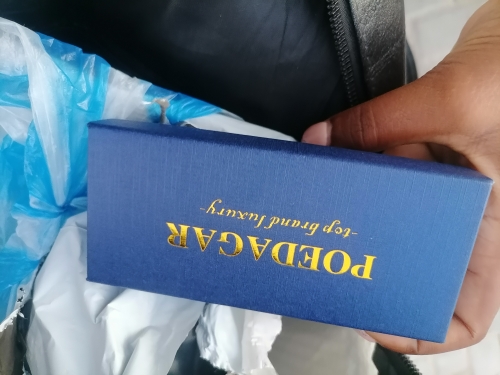 POEDAGAR
-top brand luxury-